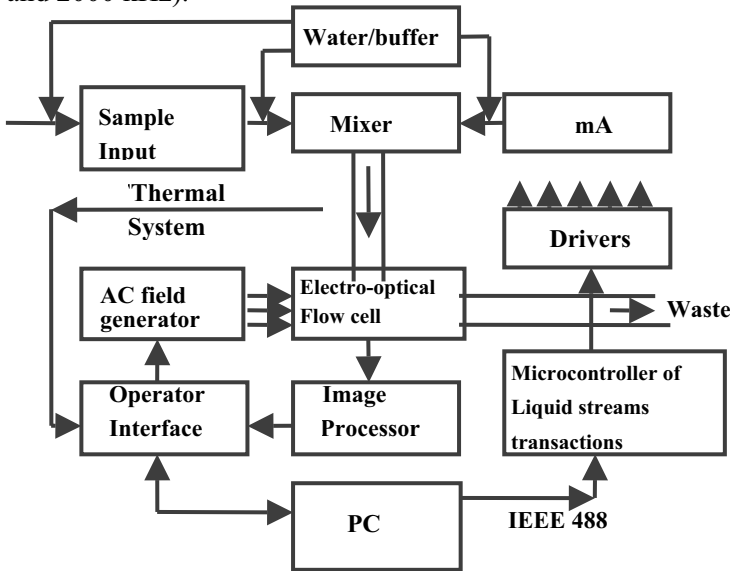 and 2000 kHz).
Water/buffer
Sample
Input
Mixer
mA
Thermal
System
Drivers
AC field
generator
Electro-optical
Flow cell
Waste
Operator
Interface
Image
Processor
Microcontroller of
Liquid streams
transactions
PC
IEEE 488